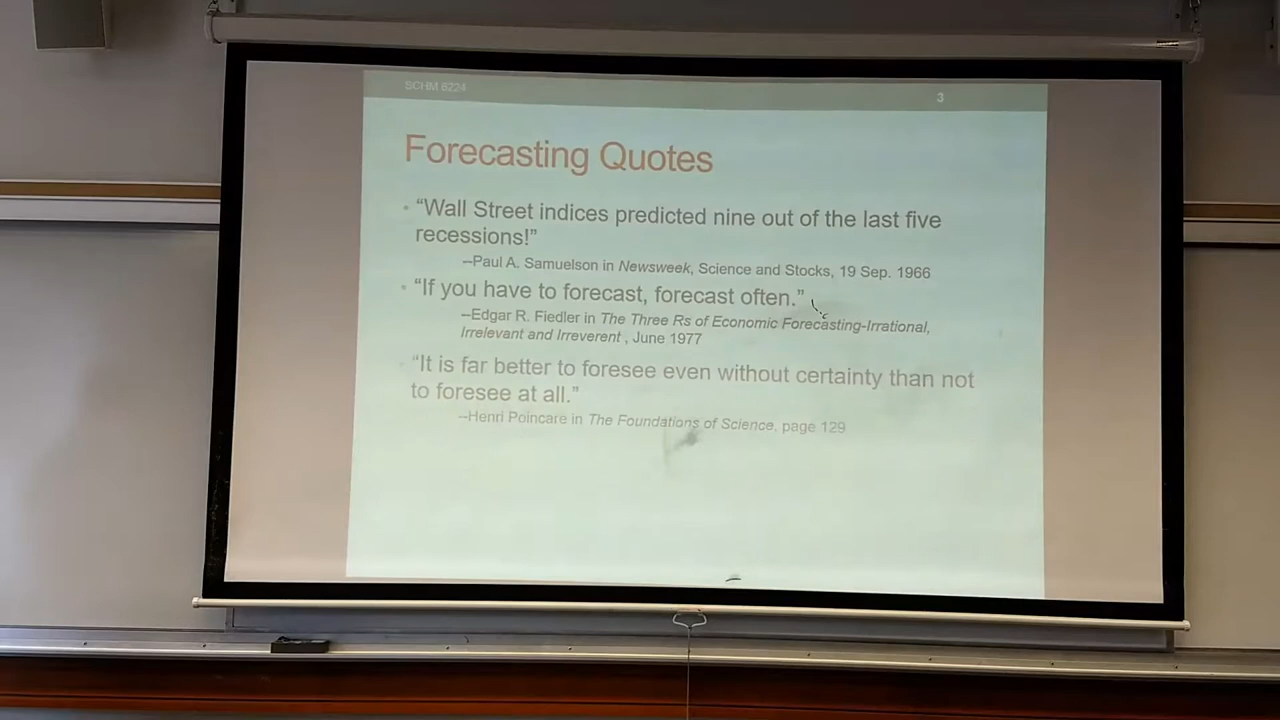 SCHM 6224
3
Forecasting Quotes
• “Wall Street indices predicted nine out of the last five
recessions!”
–Paul A. Samuelson in Newsweek, Science and Stocks, 19 Sep. 1966
• “If you have to forecast, forecast often.”
–Edgar R. Fiedler in The Three Rs of Economic Forecasting-Irrational,
Irrelevant and Irreverent , June 1977
“It is far better to foresee even without certainty than not
to foresee at all.”
–Henri Poincare in The Foundations of Science, page 129